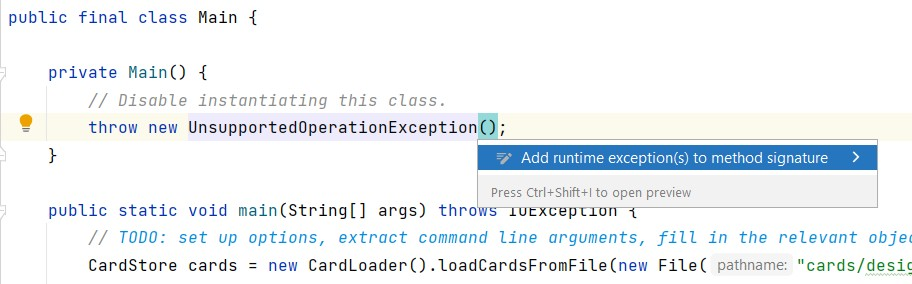 public final class Main {
private Main() {
// Disable instantiating this class.
throw new UnsupportedOperationException();
Add runtime exception(s) to method signature
}
Press Ctrl+Shift+I to open preview
public static void main(String[] args) throws IOException {
// TODO: set up options, extract command line arguments, fill in the relevant objec
CardStore cards = new CardLoader().loadCardsFromFile(new File( pathname: "cards/desig